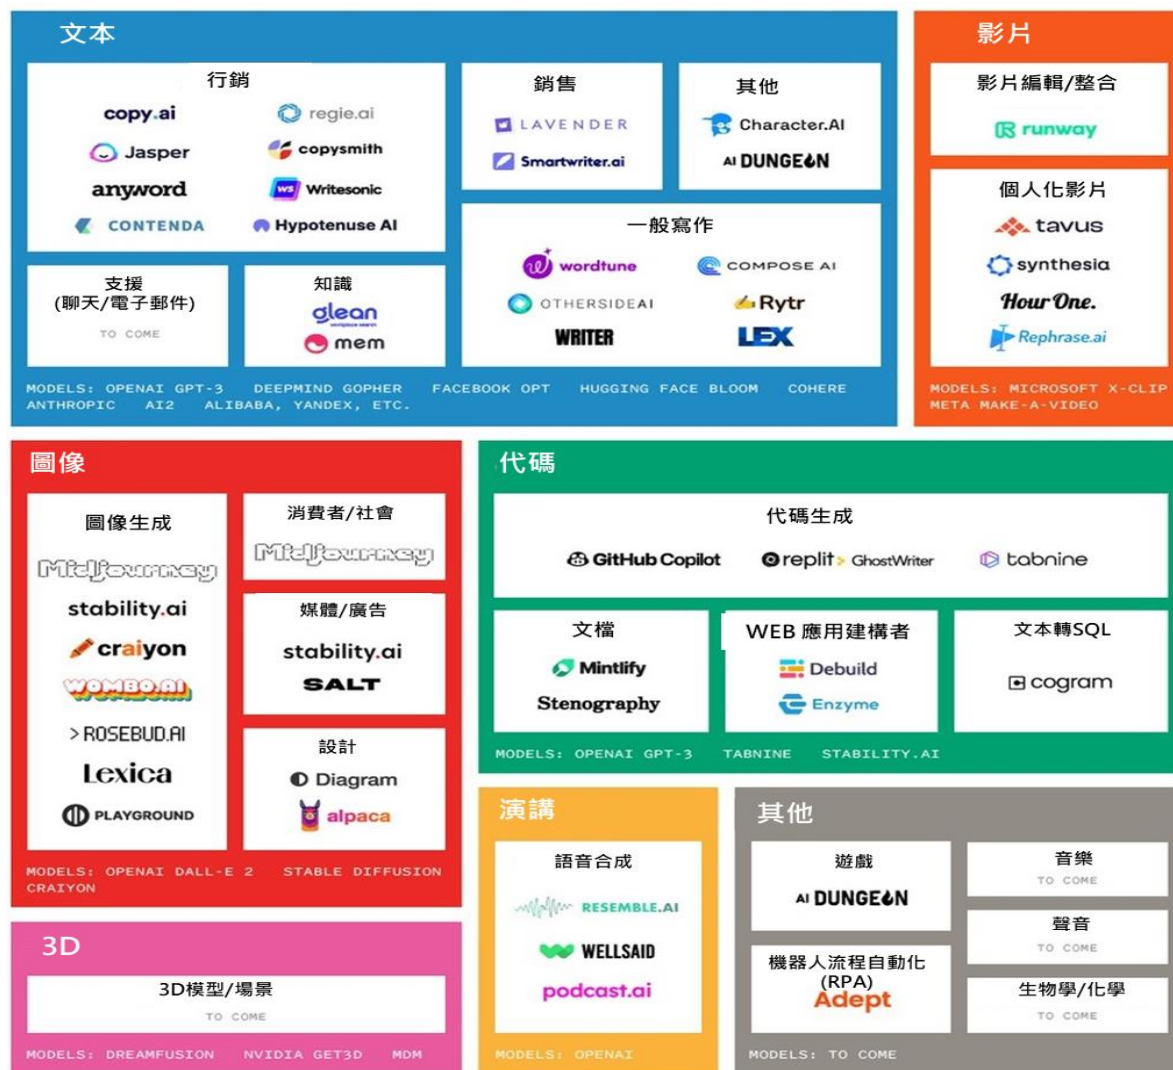 文本
行銷
copy.ai
regie.ai
Jasper
copysmith
anyword
ws Writesonic
CONTENDA
Hypotenuse AI
支援
(聊天/電子郵件)
TO COME
知識
glean
workplace search
mem
銷售
LAVENDER
Smartwriter.ai
其他
Character.AI
AI DUNGEON
一般寫作
wordtune
COMPOSE AI
OTHERSIDEAI
Rytr
WRITER
LEX
MODELS: OPENAI GPT-3 DEEPMIND GOPHER FACEBOOK OPT HUGGING FACE BLOOM COHERE
ANTHROPIC AI2 ALIBABA, YANDEX, ETC.
影片
影片編輯/整合
runway
個人化影片
tavus
synthesia
Hour One.
Rephrase.ai
MODELS: MICROSOFT X-CLIP
META MAKE-A-VIDEO
圖像
圖像生成
Midjourney
stability.ai
craiyon
WOMBO.AI
>ROSEBUD.AI
Lexica
PLAYGROUND
消費者/社會
Midjourney
媒體/廣告
stability.ai
SALT
設計
Diagram
alpaca
MODELS: OPENAI DALL-E 2 STABLE DIFFUSION
CRAIYON
代碼
代碼生成
GitHub Copilot
replit GhostWriter
tabnine
文檔
Mintlify
Stenography
WEB 應用建構者
Debuild
Enzyme
文本轉SQL
cogram
MODELS: OPENAI GPT-3 TABNINE STABILITY.AI
3D
3D模型/場景
TO COME
MODELS: DREAMFUSION NVIDIA GET3D MDM
演講
語音合成
RESEMBLE.AI
WELLSAID
podcast.ai
MODELS: OPENAI
其他
遊戲
AI DUNGEON
機器人流程自動化
(RPA)
Adept
音樂
TO COME
聲音
TO COME
生物學/化學
TO COME
MODELS: TO COME